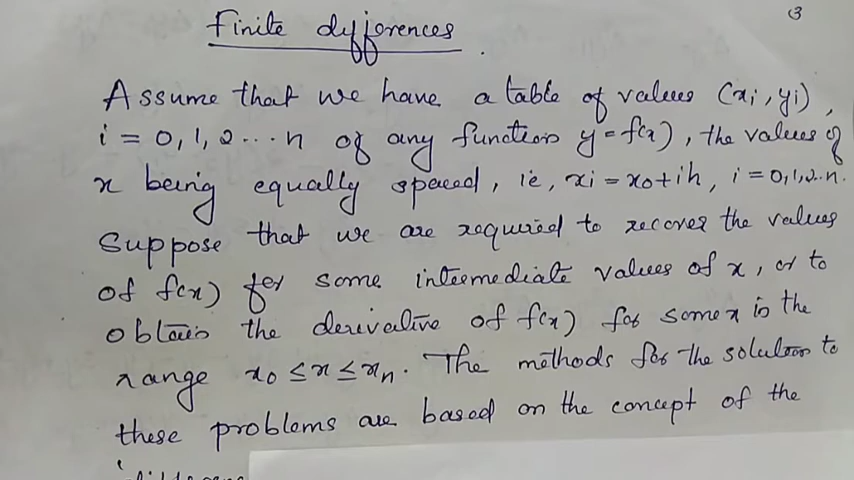 3
Finite differences.
Assume that we have a table of values (xi, yi),
i = 0, 1, 2 ... n of any function y = f(x), the values of
x being equally spaced, ie, xi = x0 + ih, i = 0,1,2..n.
Suppose that we are required to recover the values
of f(x) for some intermediate values of x, or to
obtain the derivative of f(x) for some x in the
range x0 ≤ x ≤ xn. The methods for the solution to
these problems are based on the concept of the